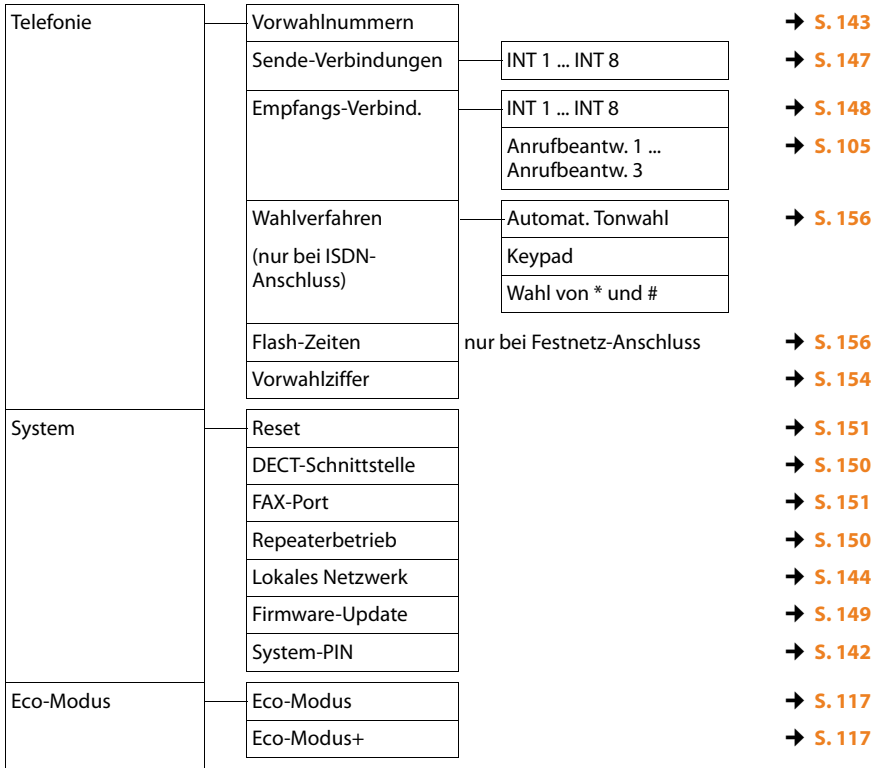 Telefonie Vorwahlnummern ➔ S. 143
Sende-Verbindungen INT 1 ... INT 8 ➔ S. 147
Empfangs-Verbind. INT 1 ... INT 8 ➔ S. 148
Anrufbeantw. 1 ... ➔ S. 105
Anrufbeantw. 3
Wahlverfahren Automat. Tonwahl ➔ S. 156
(nur bei ISDN- Keypad
Anschluss)
Wahl von * und #
Flash-Zeiten nur bei Festnetz-Anschluss ➔ S. 156
Vorwahlziffer ➔ S. 154
System Reset ➔ S. 151
DECT-Schnittstelle ➔ S. 150
FAX-Port ➔ S. 151
Repeaterbetrieb ➔ S. 150
Lokales Netzwerk ➔ S. 144
Firmware-Update ➔ S. 149
System-PIN ➔ S. 142
Eco-Modus Eco-Modus ➔ S. 117
Eco-Modus+ ➔ S. 117